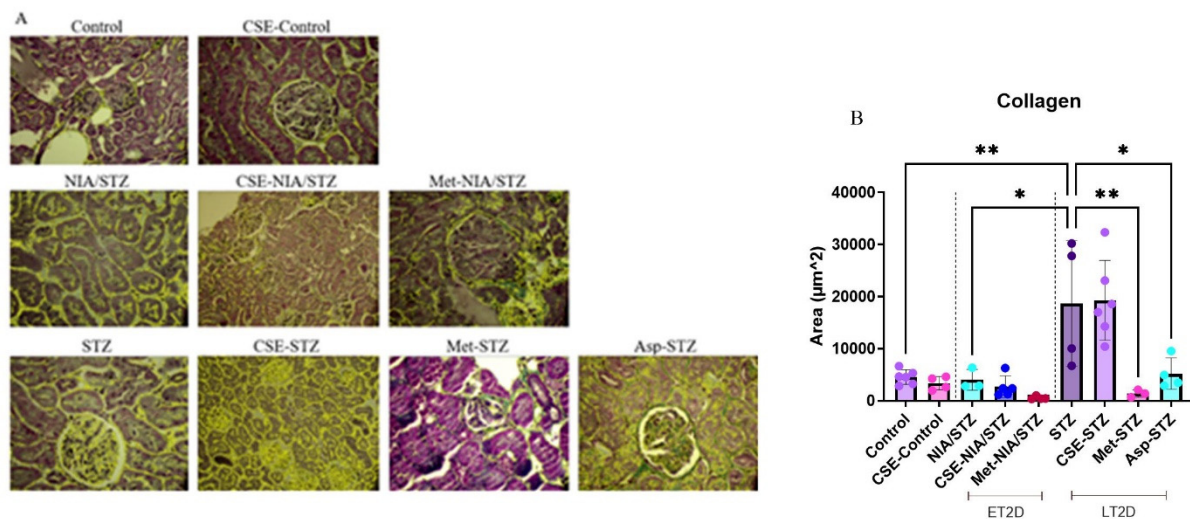 A
Control CSE-Control
NIA/STZ CSE-NIA/STZ Met-NIA/STZ
STZ CSE-STZ Met-STZ Asp-STZ
B
Collagen
** *
* **
Area (µm^2)
40000
30000
20000
10000
0
Control CSE-Control NIA/STZ CSE-NIA/STZ Met-NIA/STZ STZ CSE-STZ Met-STZ Asp-STZ
ET2D LT2D